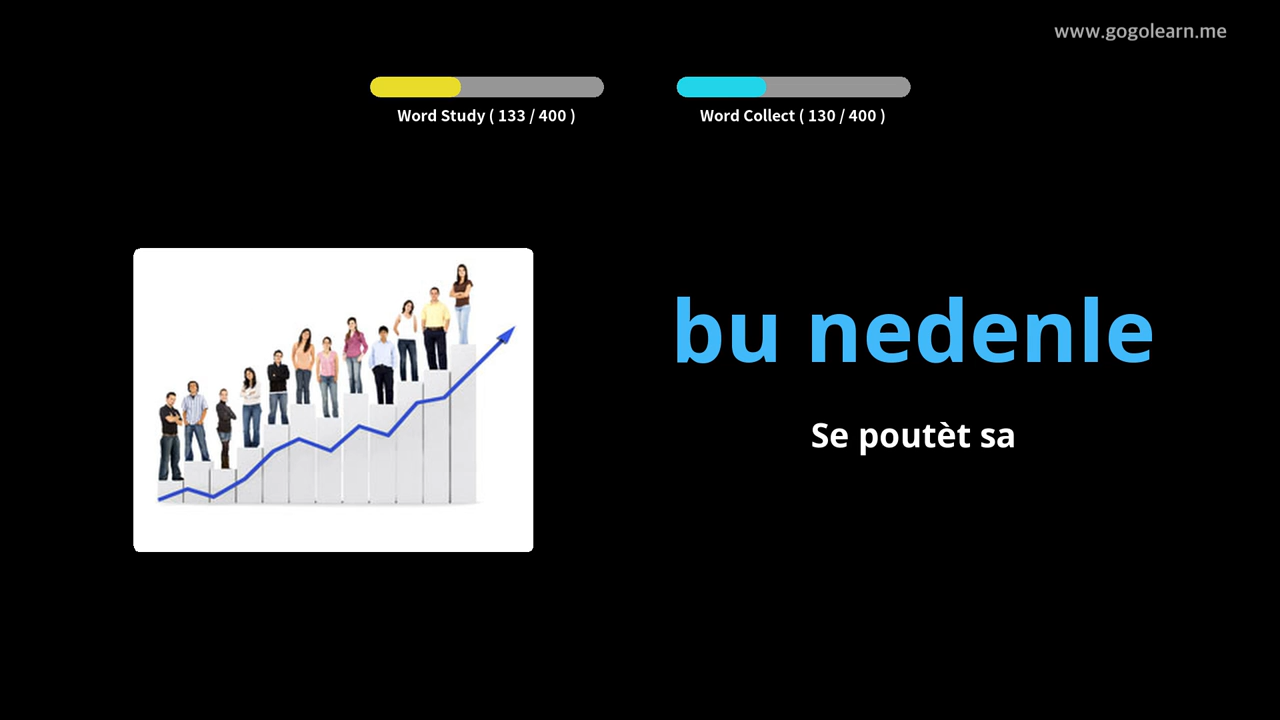 www.gogolearn.me
Word Study ( 133 / 400 )
Word Collect ( 130 / 400 )
bu nedenle
Se poutèt sa